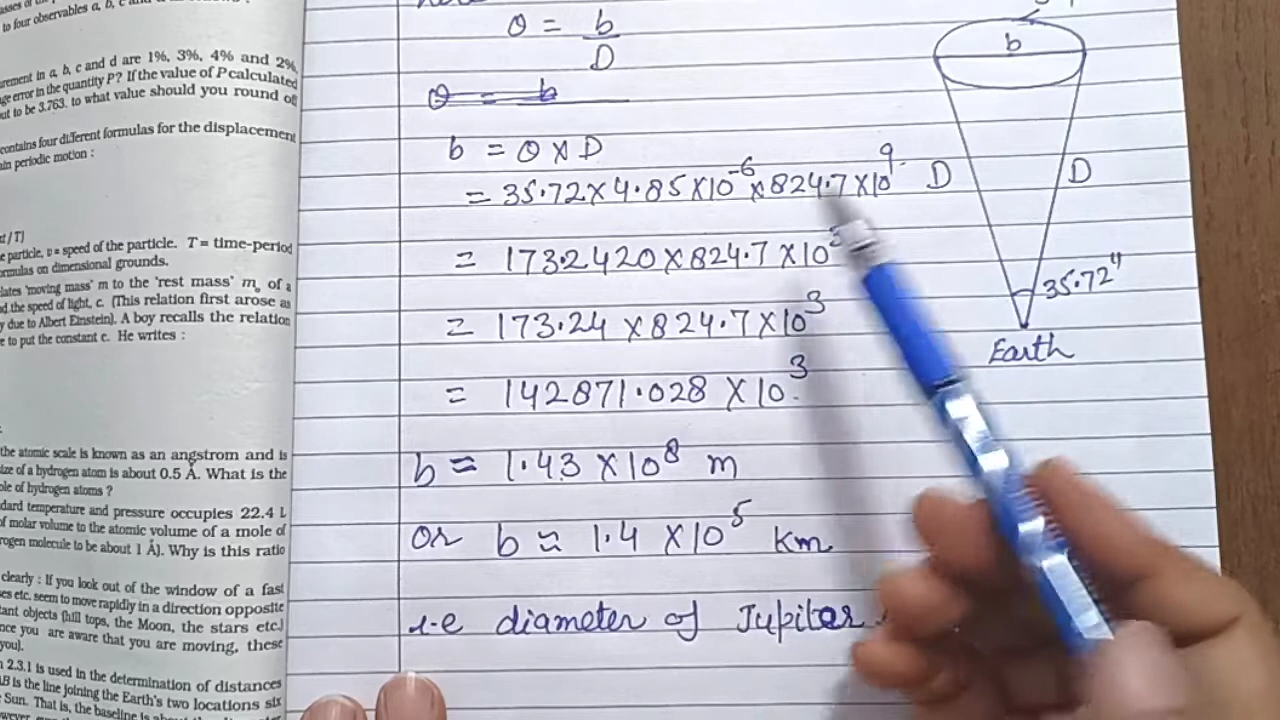 to four observables a, b,
rement in a, b, c and d are 1%, 3%, 4% and 2%,
ge error in the quantity P? If the value of P calculated
ut to be 3.763. to what value should you round of
contains four different formulas for the displacement
ain periodic motion :
at / T)
e particle, υ = speed of the particle. T = time-period
ormulas on dimensional grounds.
lates 'moving mass' m to the 'rest mass' mₒ of a
d the speed of light, c. (This relation first arose as
y due to Albert Einstein). A boy recalls the relation
e to put the constant c. He writes :
the atomic scale is known as an angstrom and is
ize of a hydrogen atom is about 0.5 Å. What is the
ole of hydrogen atoms ?
dard temperature and pressure occupies 22.4 L
of molar volume to the atomic volume of a mole of
rogen molecule to be about 1 Å). Why is this ratio
clearly : If you look out of the window of a fast
ees etc. seem to move rapidly in a direction opposite
tant objects (hill tops, the Moon, the stars etc.)
nce you are aware that you are moving, these
you).
2.3.1 is used in the determination of distances
AB is the line joining the Earth's two locations six
Sun. That is, the baseline is
θ = b
D
θ = b
b = θ × D
= 35.72×4.85×10⁻⁶×824.7×10⁹
= 173.2420×824.7×10
= 173.24 ×824.7×10³
= 142871.028 ×10³
b ≈ 1.43 ×10⁸ m
or b ≈ 1.4 ×10⁵ km
i.e diameter of Jupiter
b
D D
35.72"
Earth